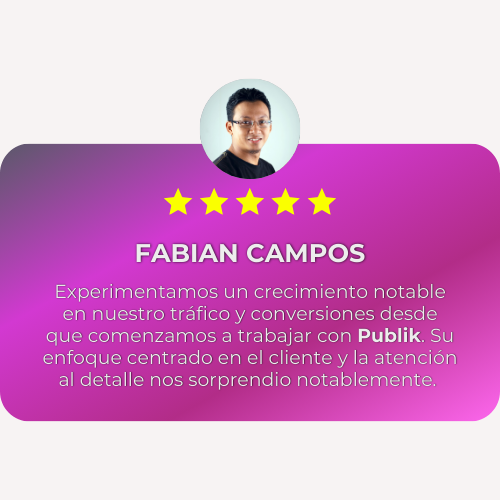 FABIAN CAMPOS
Experimentamos un crecimiento notable
en nuestro tráfico y conversiones desde
que comenzamos a trabajar con Publik. Su
enfoque centrado en el cliente y la atención
al detalle nos sorprendio notablemente.